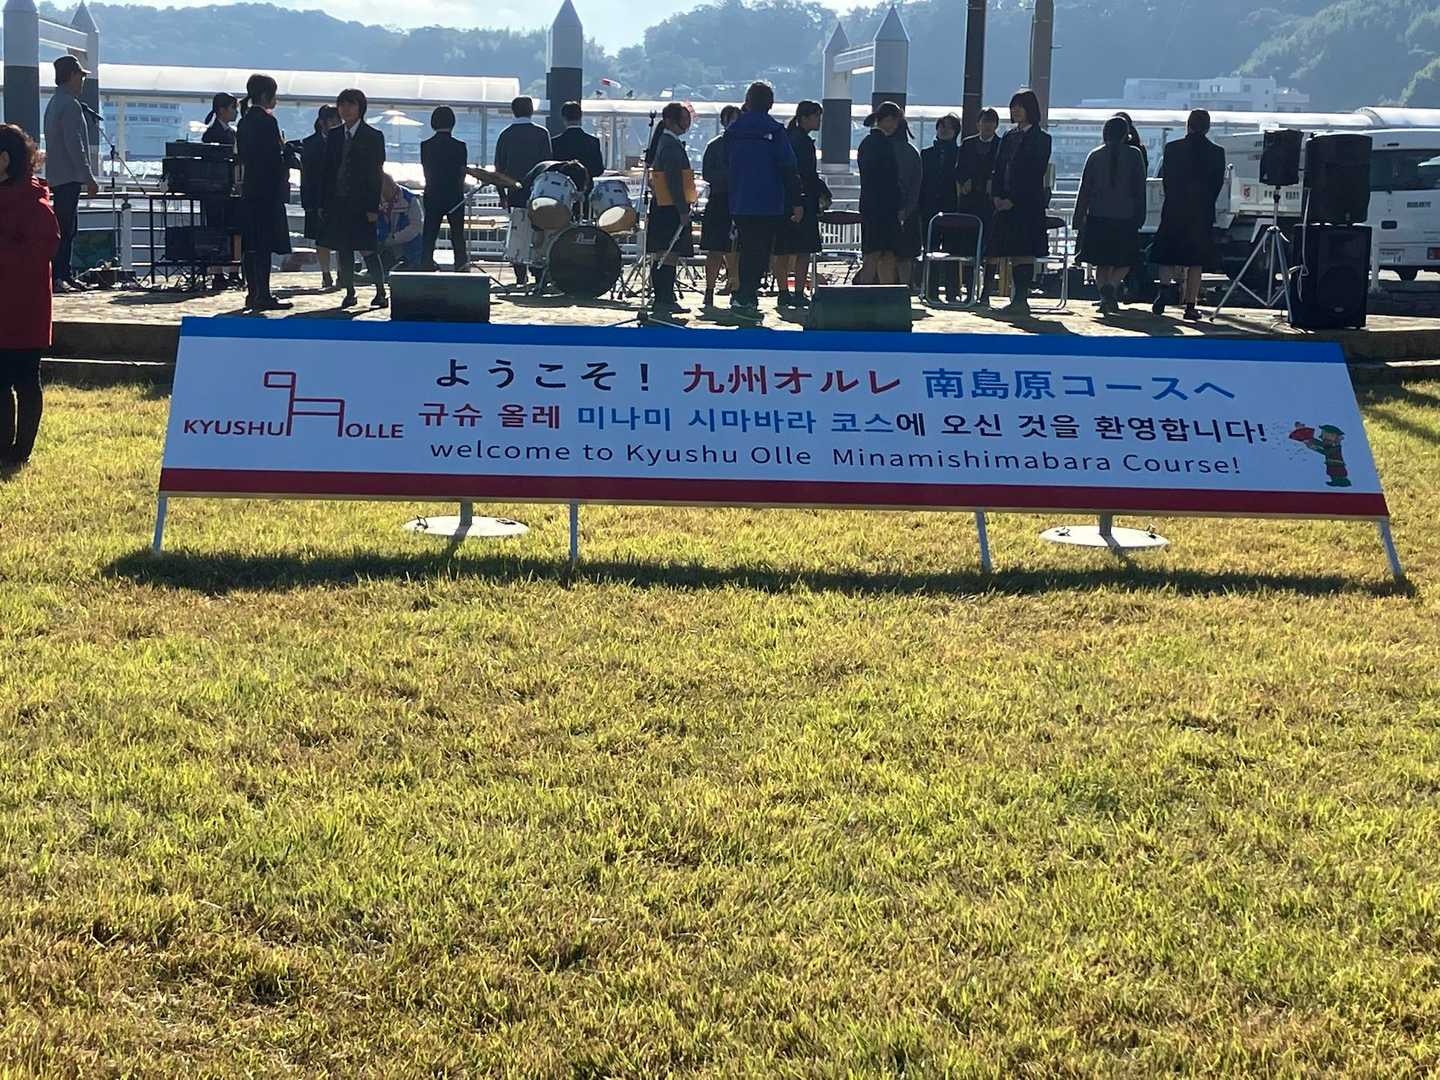 KYUSHU OLLE
ようこそ！ 九州オルレ 南島原コースへ
규슈 올레 미나미 시마바라 코스에 오신 것을 환영합니다!
welcome to Kyushu Olle Minamishimabara Course!
Pearl